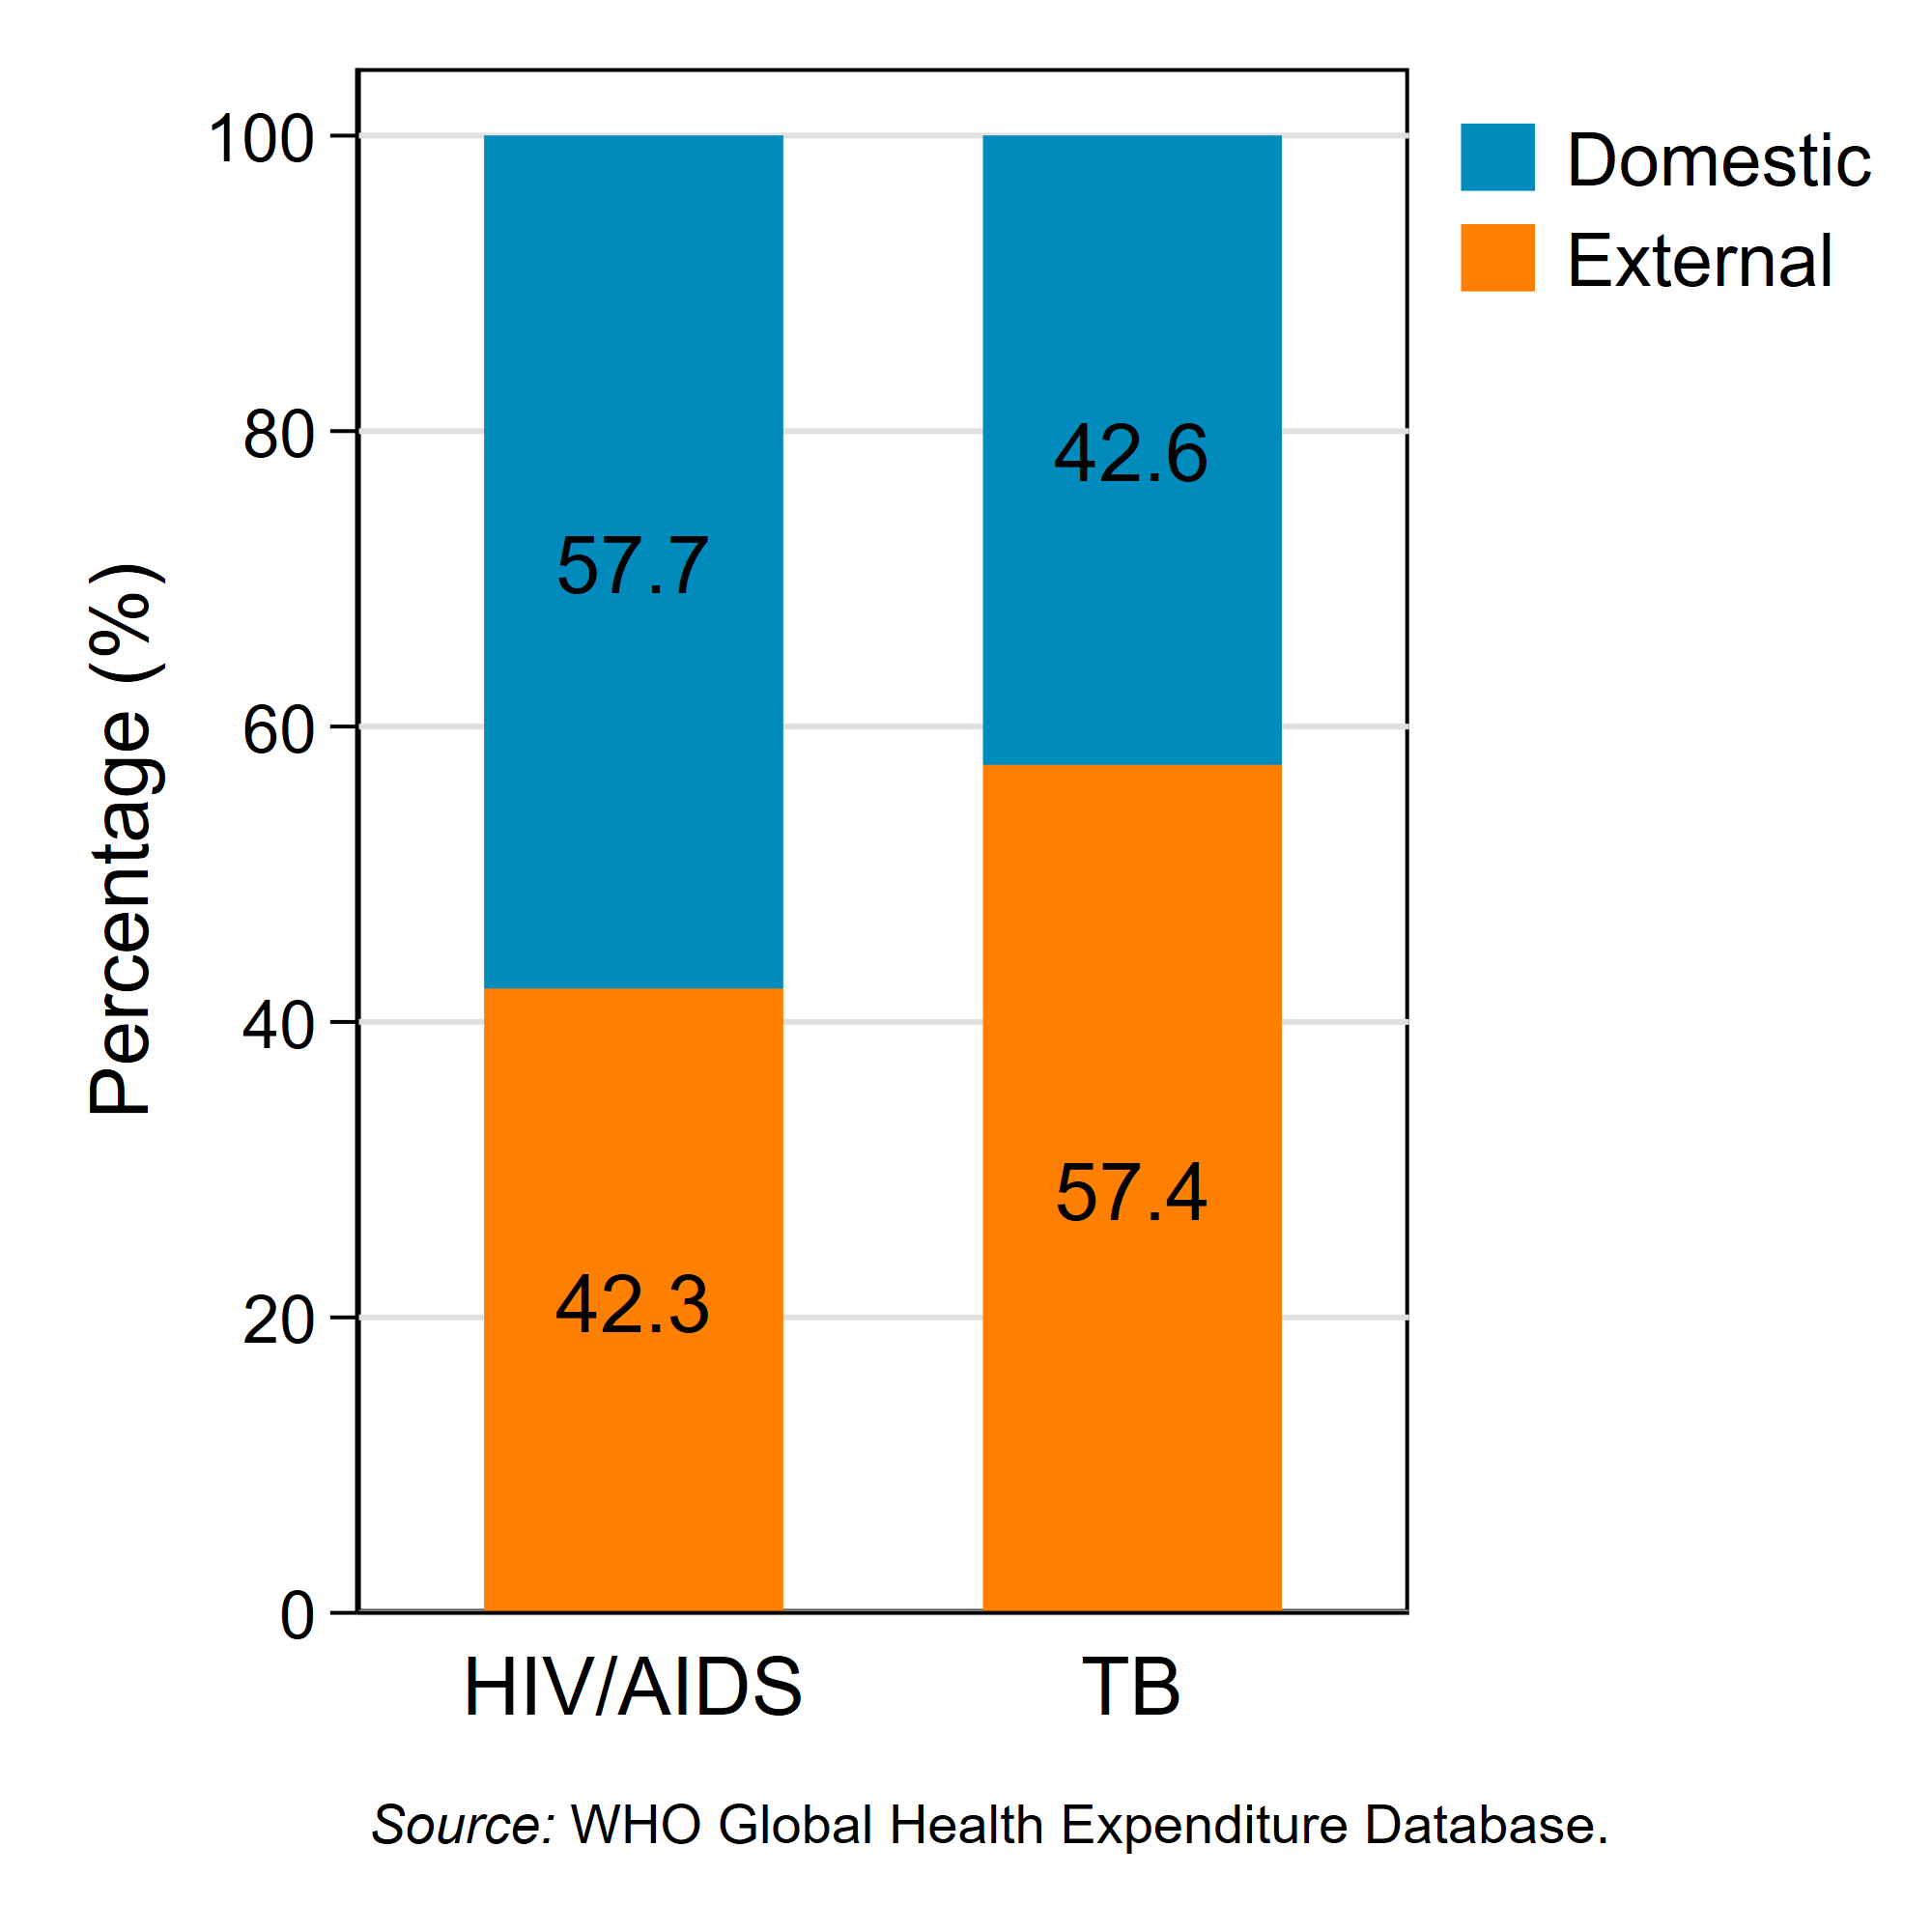 Percentage (%)
100
80
60
40
20
0
57.7
42.6
42.3
57.4
HIV/AIDS
TB
Domestic
External
Source: WHO Global Health Expenditure Database.